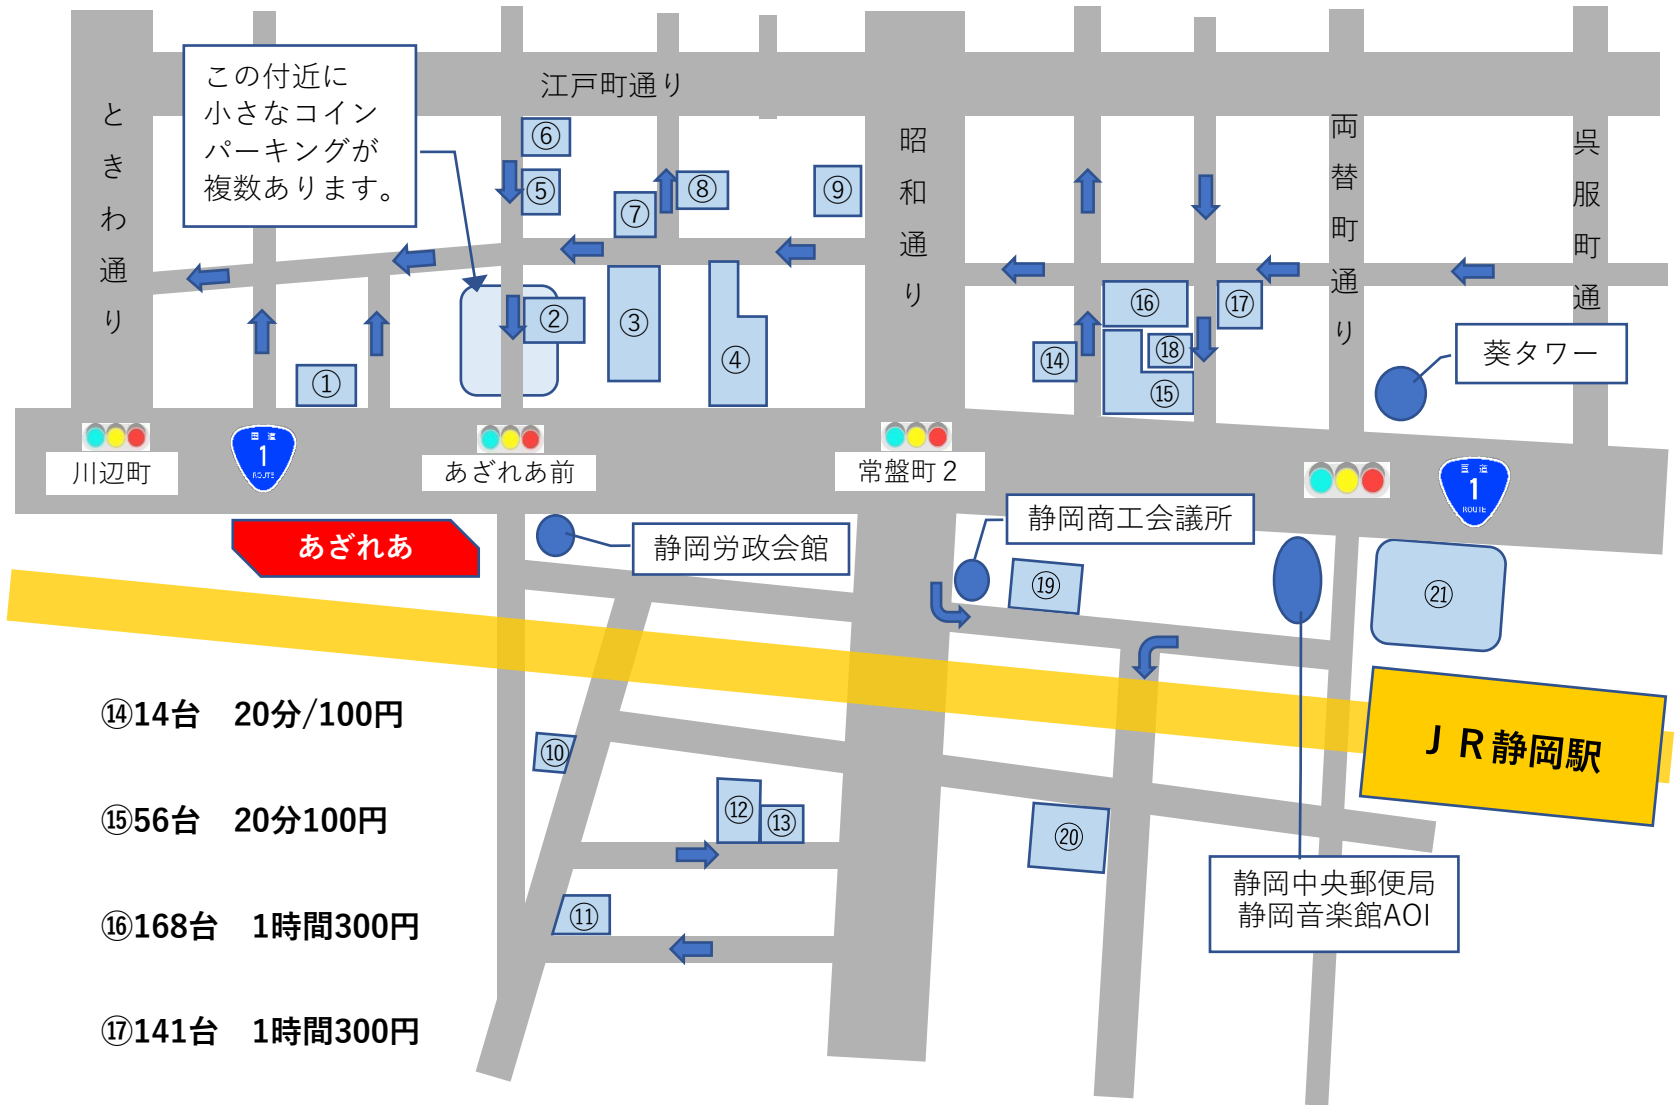 この付近に
小さなコイン
パーキングが
複数あります。
江戸町通り
ときわ通り
昭和通り
両替町通り
呉服町通
⑥
⑤
⑦
⑧
⑨
②
③
④
①
⑯
⑰
⑭
⑱
⑮
葵タワー
川辺町
国道
1
ROUTE
あざれあ前
常盤町２
国道
1
ROUTE
あざれあ
静岡労政会館
静岡商工会議所
⑲
㉑
ＪＲ静岡駅
⑩
⑫
⑬
⑳
⑪
静岡中央郵便局
静岡音楽館AOI
⑭14台　20分/100円
⑮56台　20分100円
⑯168台　1時間300円
⑰141台　1時間300円